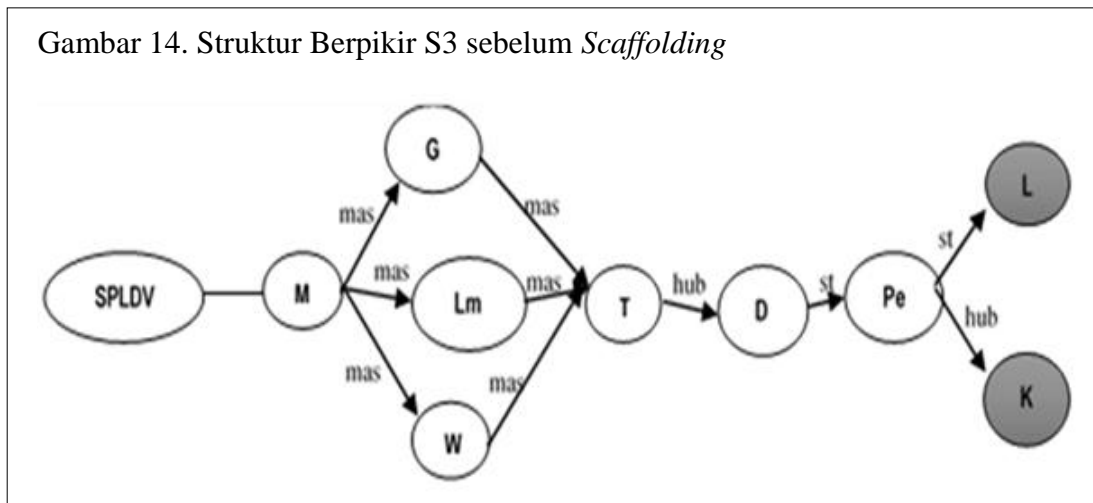 Gambar 14. Struktur Berpikir S3 sebelum Scaffolding
G
L
mas
mas
st
mas
mas
hub
st
SPLDV
M
Lm
T
D
Pe
hub
mas
mas
K
W